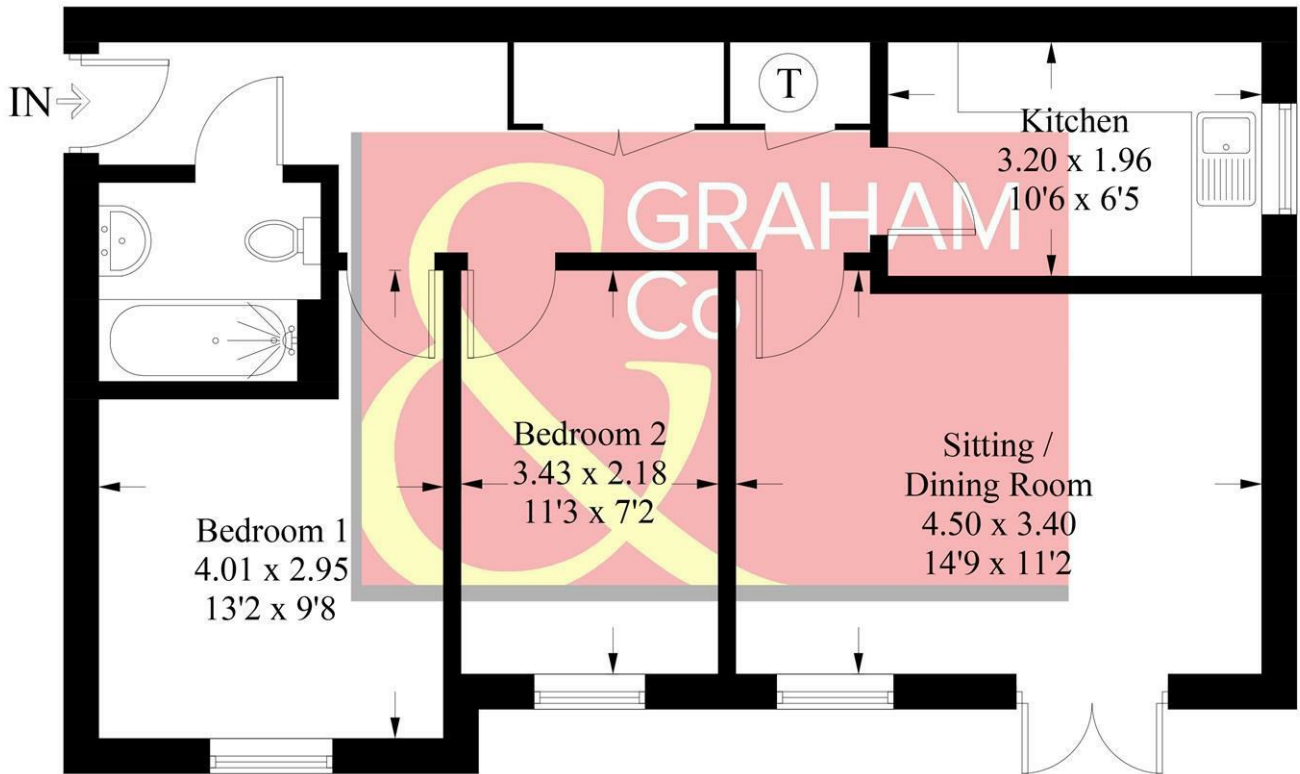 IN
T
Kitchen
3.20 x 1.96
10'6 x 6'5
GRAHAM
& Co
Bedroom 2
3.43 x 2.18
11'3 x 7'2
Sitting /
Dining Room
4.50 x 3.40
14'9 x 11'2
Bedroom 1
4.01 x 2.95
13'2 x 9'8